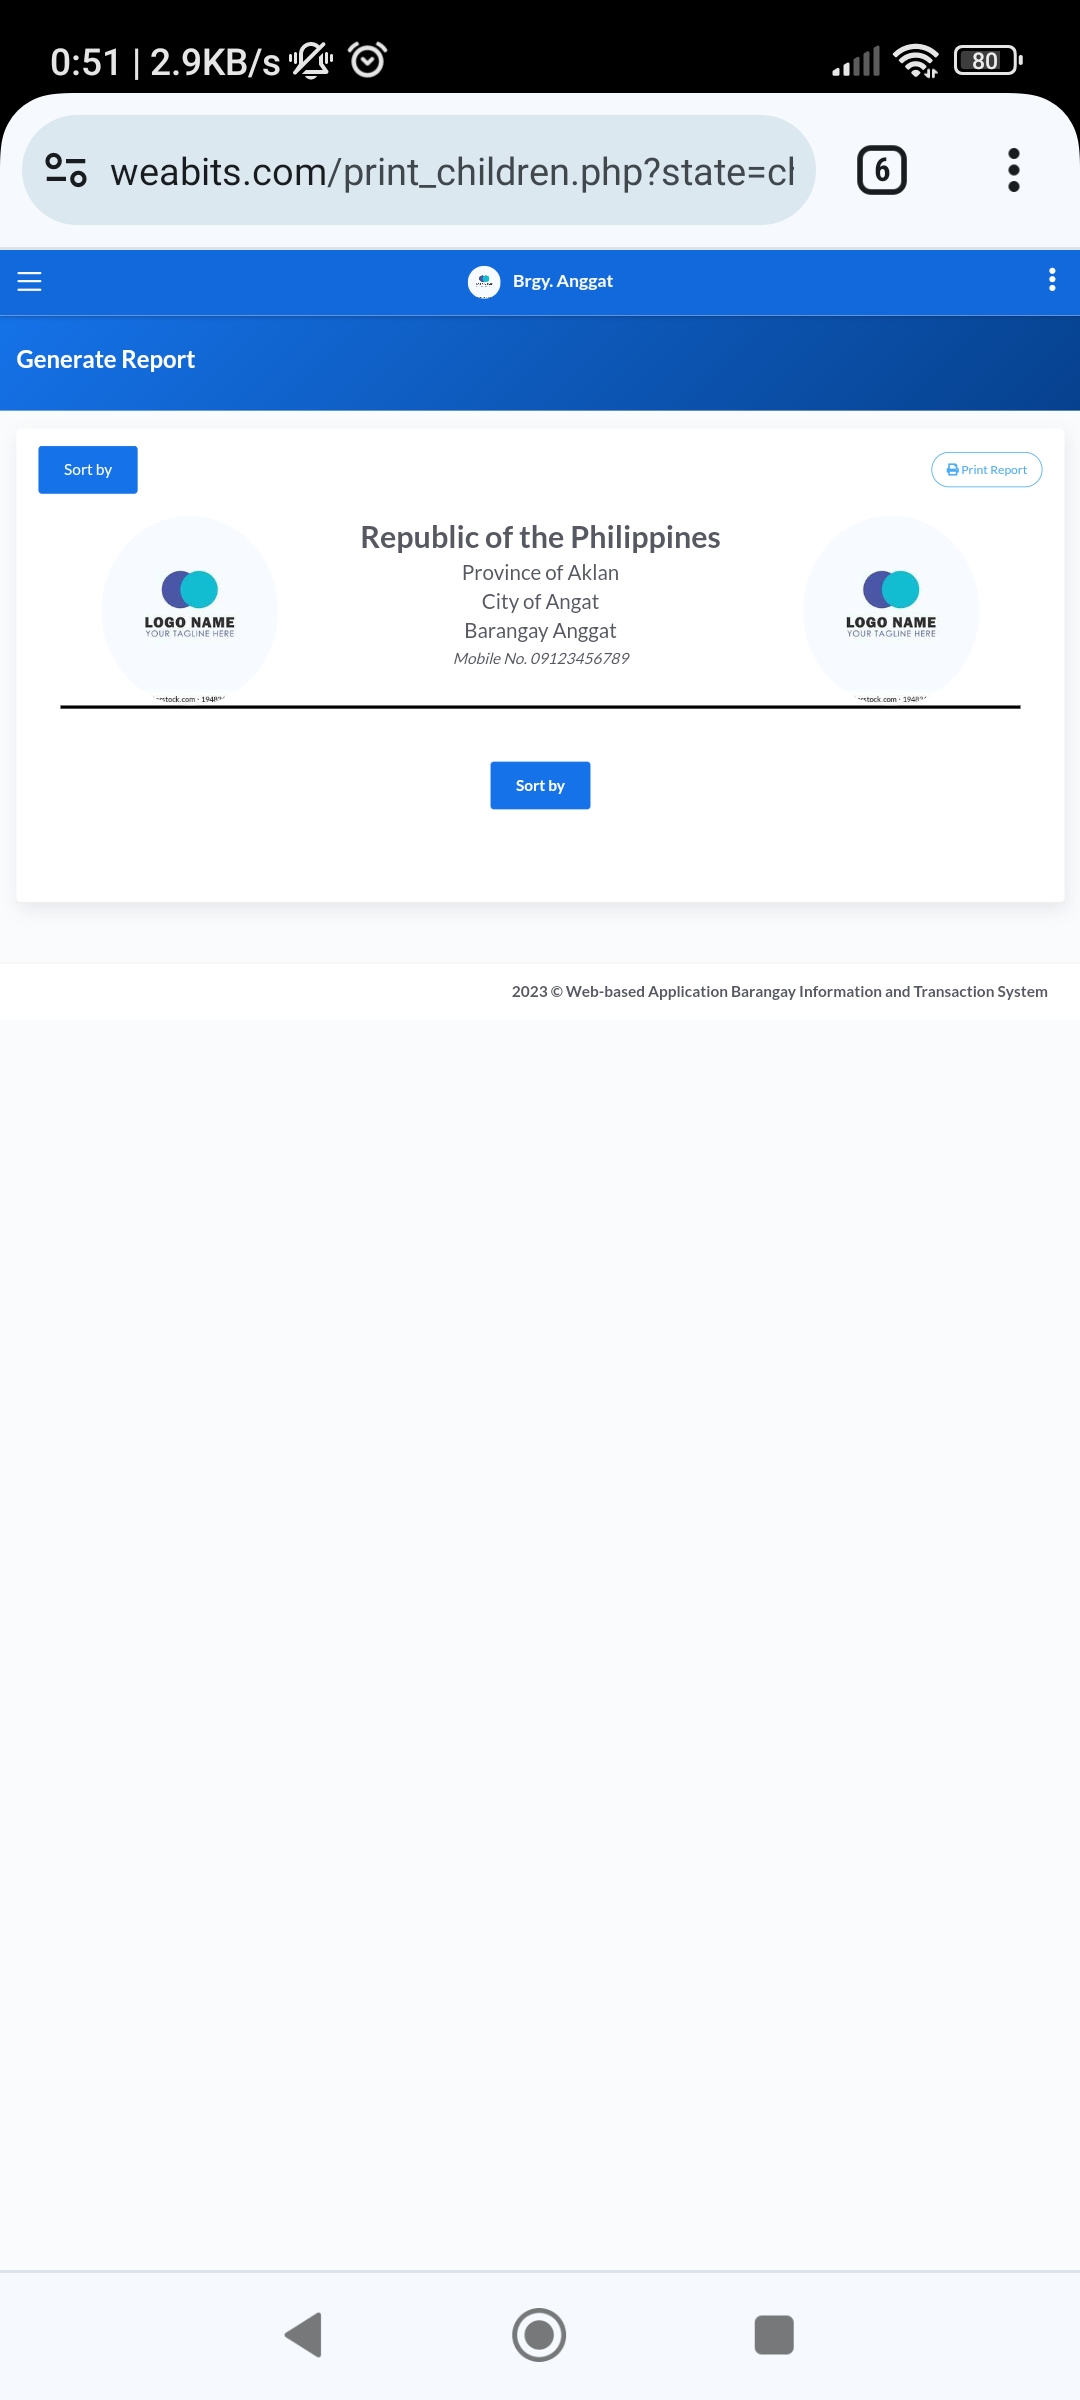 0:51 | 2.9KB/s
80
weabits.com/print_children.php?state=ch
6
Brgy. Anggat
Generate Report
Sort by
Print Report
Republic of the Philippines
Province of Aklan
City of Angat
Barangay Anggat
Mobile No. 09123456789
LOGO NAME
YOUR TAGLINE HERE
LOGO NAME
YOUR TAGLINE HERE
Sort by
2023 © Web-based Application Barangay Information and Transaction System